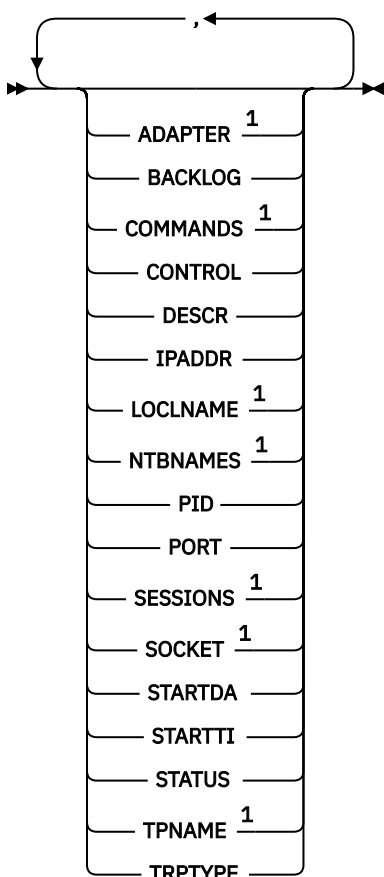 ,
ADAPTER 1
BACKLOG
COMMANDS 1
CONTROL
DESCR
IPADDR
LOCLNAME 1
NTBNAMES 1
PID
PORT
SESSIONS 1
SOCKET 1
STARTDA
STARTTI
STATUS
TPNAME 1
TRPTYPE